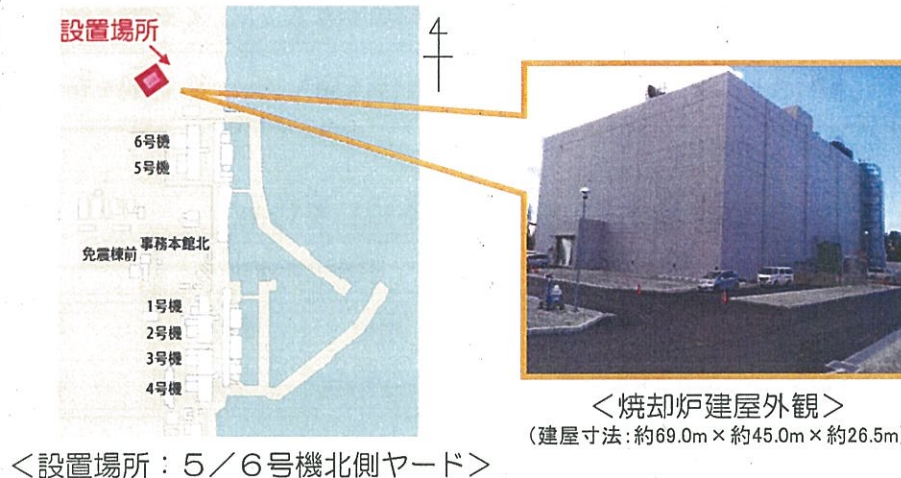 設置場所
4
6号機
5号機
事務本館北
免震棟前
1号機
2号機
3号機
4号機
＜設置場所：５／６号機北側ヤード＞
＜焼却炉建屋外観＞
（建屋寸法：約69.0m×約45.0m×約26.5m）